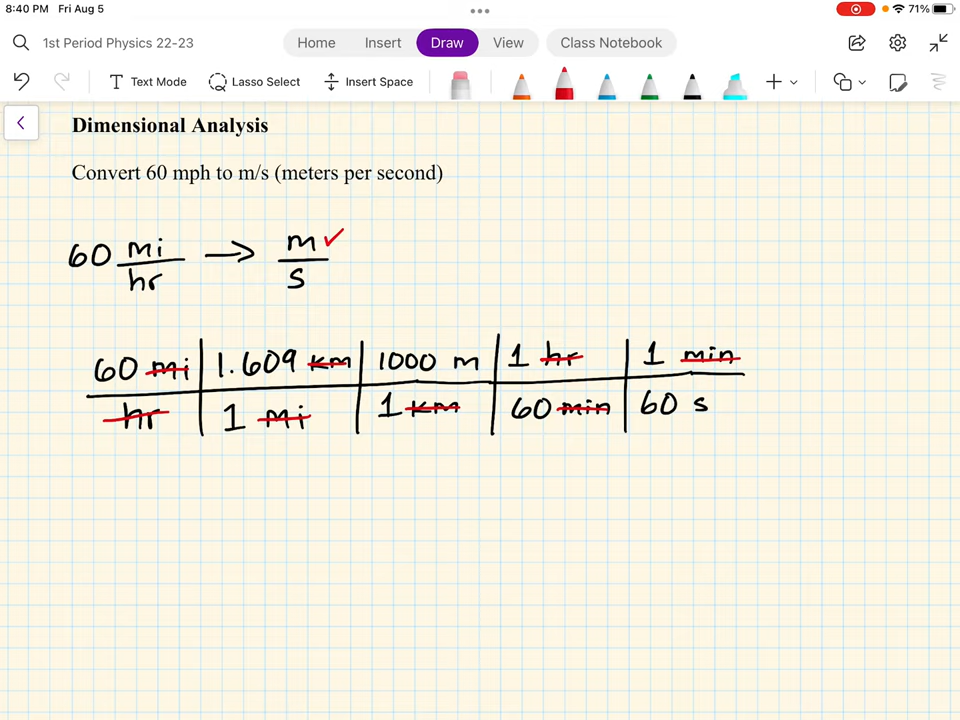 8:40 PM Fri Aug 5 71%
1st Period Physics 22-23 Home Insert Draw View Class Notebook
T Text Mode Lasso Select Insert Space
Dimensional Analysis
Convert 60 mph to m/s (meters per second)
60 mi/hr → m/s ✓
60 mi | 1.609 km | 1000 m | 1 hr | 1 min
hr | 1 mi | 1 km | 60 min | 60 s